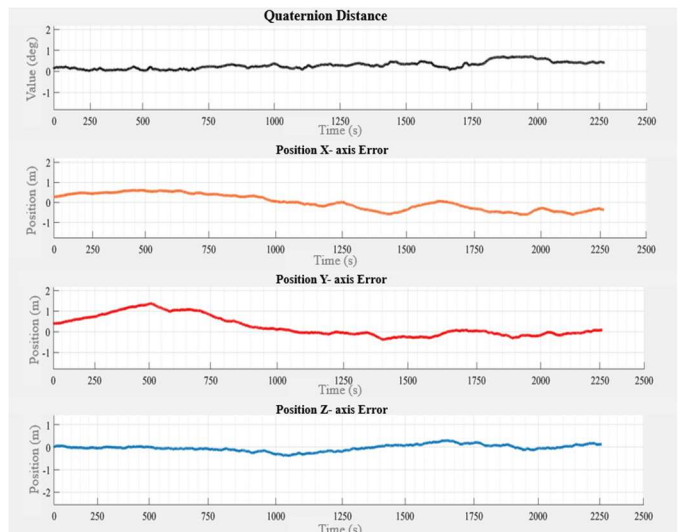 Quaternion Distance
Value (deg)
2
1
0
-1
0 250 500 750 1000 1250 1500 1750 2000 2250 2500
Time (s)
Position X- axis Error
Position (m)
2
1
0
-1
0 250 500 750 1000 1250 1500 1750 2000 2250 2500
Time (s)
Position Y- axis Error
Position (m)
2
1
0
-1
0 250 500 750 1000 1250 1500 1750 2000 2250 2500
Time (s)
Position Z- axis Error
Position (m)
1
0
-1
-2
0 250 500 750 1000 1250 1500 1750 2000 2250 2500
Time (s)